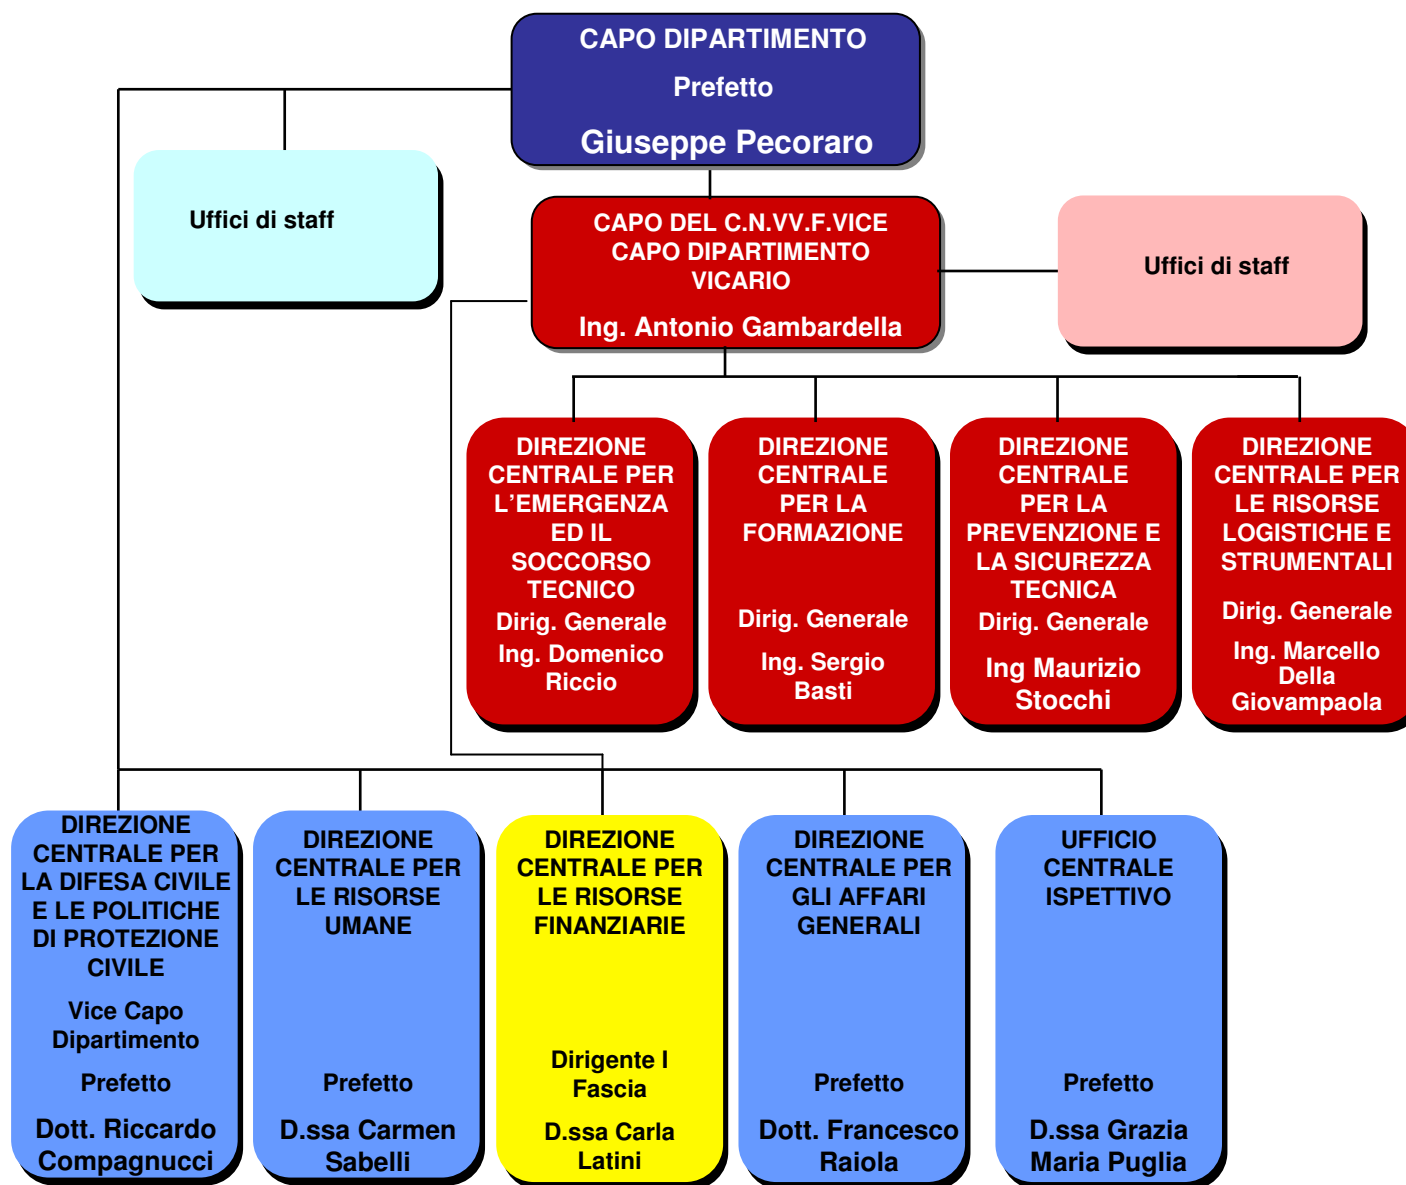 CAPO DIPARTIMENTO
Prefetto
Giuseppe Pecoraro
Uffici di staff
CAPO DEL C.N.VV.F.VICE
CAPO DIPARTIMENTO
VICARIO
Ing. Antonio Gambardella
Uffici di staff
DIREZIONE
CENTRALE PER
L’EMERGENZA
ED IL
SOCCORSO
TECNICO
Dirig. Generale
Ing. Domenico
Riccio
DIREZIONE
CENTRALE
PER LA
FORMAZIONE
Dirig. Generale
Ing. Sergio
Basti
DIREZIONE
CENTRALE
PER LA
PREVENZIONE E
LA SICUREZZA
TECNICA
Dirig. Generale
Ing Maurizio
Stocchi
DIREZIONE
CENTRALE PER
LE RISORSE
LOGISTICHE E
STRUMENTALI
Dirig. Generale
Ing. Marcello
Della
Giovampaola
DIREZIONE
CENTRALE PER
LA DIFESA CIVILE
E LE POLITICHE
DI PROTEZIONE
CIVILE
Vice Capo
Dipartimento
Prefetto
Dott. Riccardo
Compagnucci
DIREZIONE
CENTRALE PER
LE RISORSE
UMANE
Prefetto
D.ssa Carmen
Sabelli
DIREZIONE
CENTRALE PER
LE RISORSE
FINANZIARIE
Dirigente I
Fascia
D.ssa Carla
Latini
DIREZIONE
CENTRALE PER
GLI AFFARI
GENERALI
Prefetto
Dott. Francesco
Raiola
UFFICIO
CENTRALE
ISPETTIVO
Prefetto
D.ssa Grazia
Maria Puglia